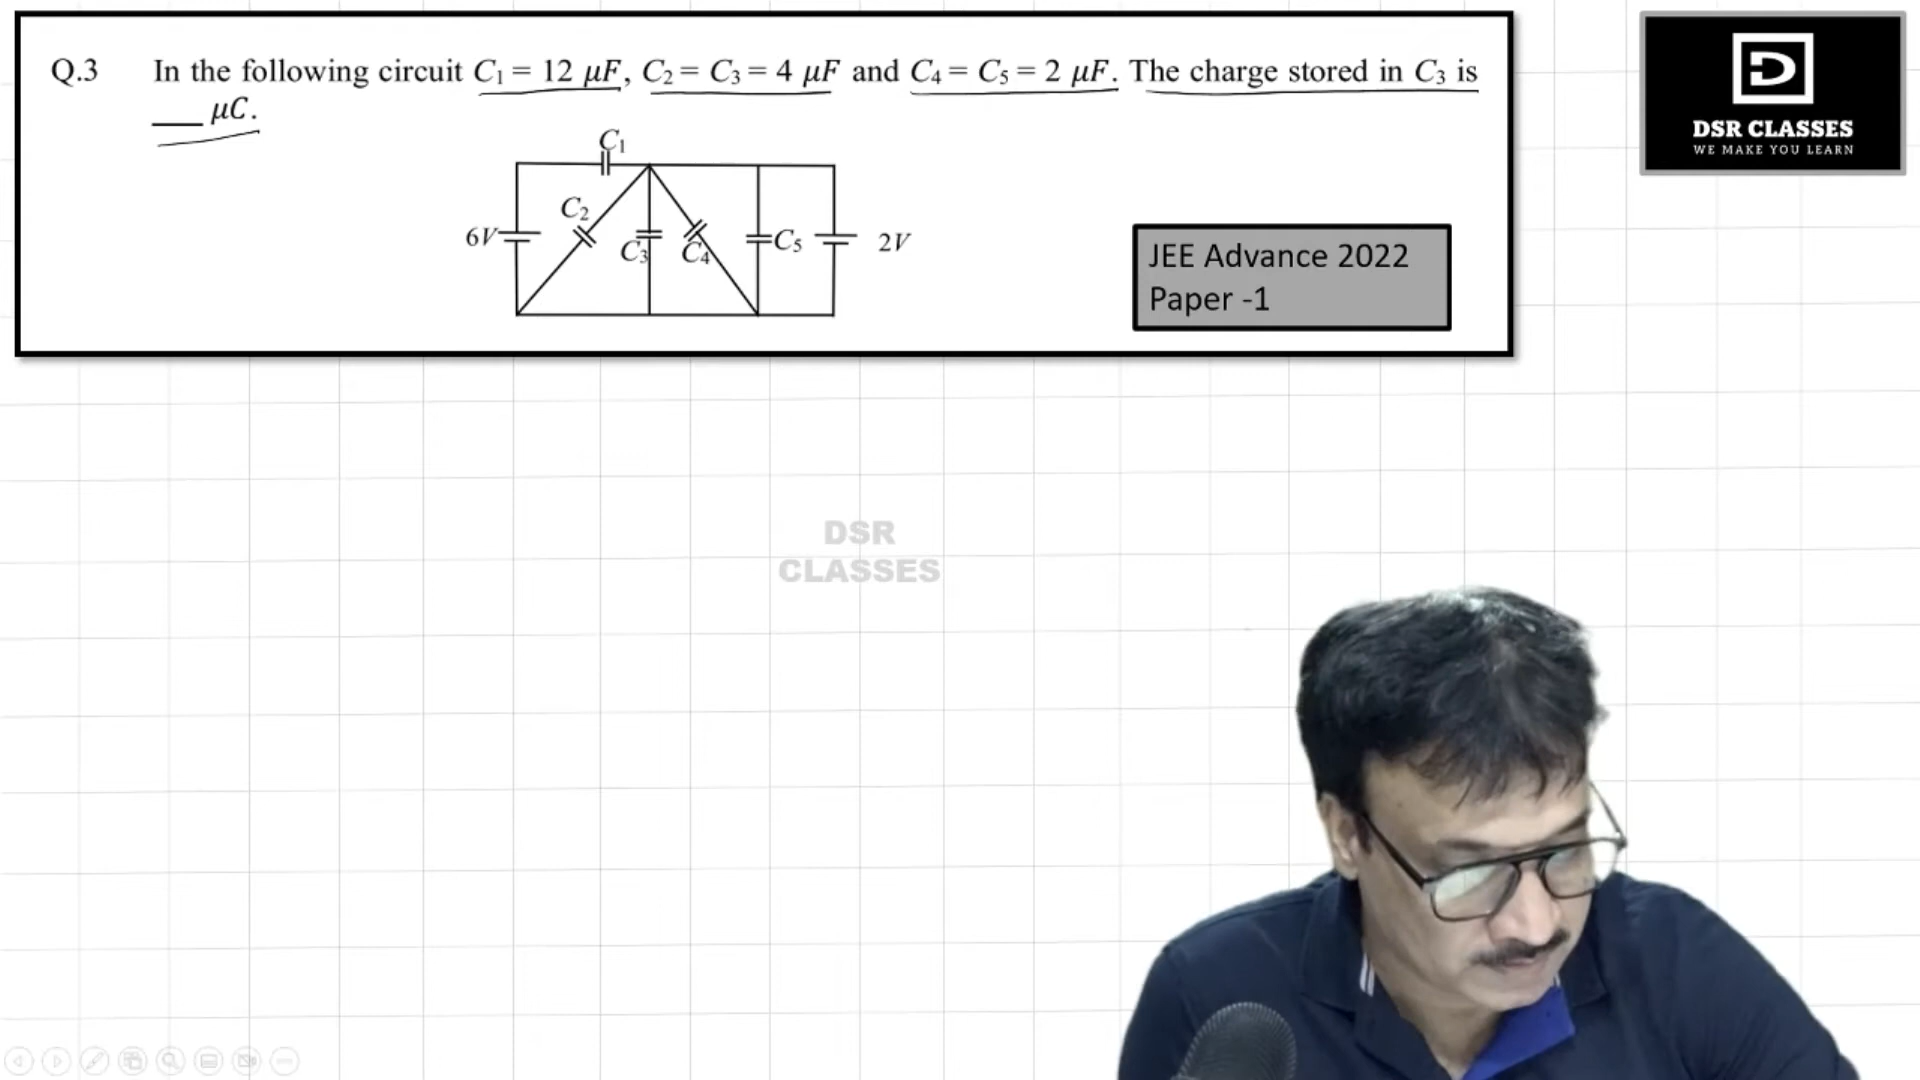 Q.3 In the following circuit C₁ = 12 μF, C₂ = C₃ = 4 μF and C₄ = C₅ = 2 μF. The charge stored in C₃ is
___ μC.
C₁
C₂
6V
C₃
C₄
C₅
2V
JEE Advance 2022
Paper -1
DSR CLASSES
WE MAKE YOU LEARN
DSR
CLASSES